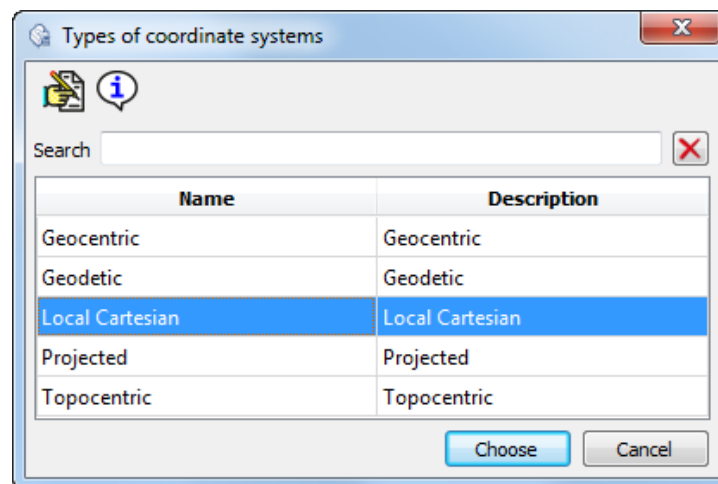 Types of coordinate systems
Search
Name Description
Geocentric Geocentric
Geodetic Geodetic
Local Cartesian Local Cartesian
Projected Projected
Topocentric Topocentric
Choose Cancel